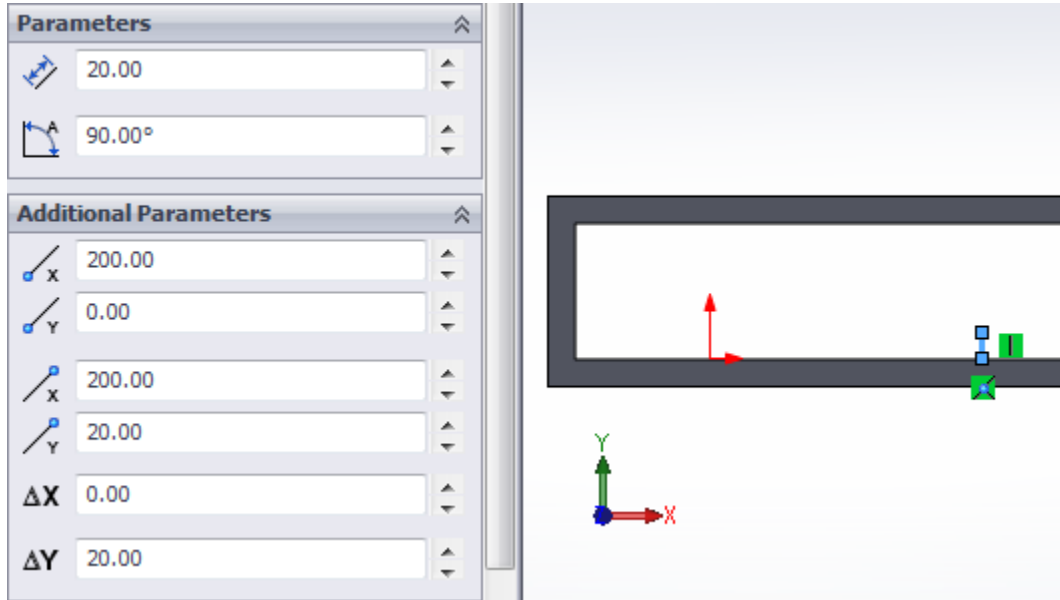 Parameters
20.00
A
90.00°
Additional Parameters
X
200.00
Y
0.00
X
200.00
Y
20.00
ΔX
0.00
ΔY
20.00
Y
X